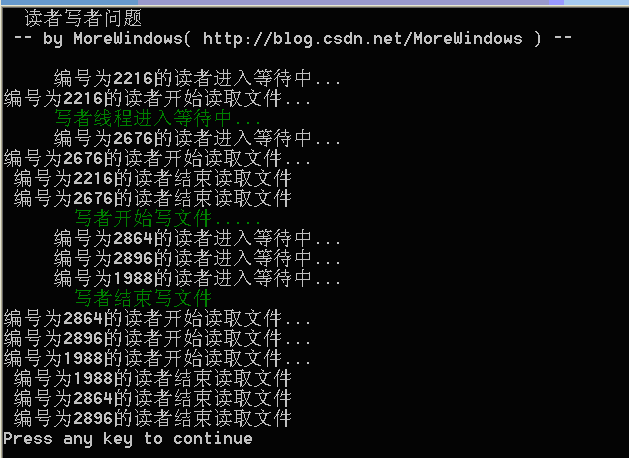 读者写者问题
-- by MoreWindows( http://blog.csdn.net/MoreWindows ) --
编号为2216的读者进入等待中...
编号为2216的读者开始读取文件...
写者线程进入等待中...
编号为2676的读者进入等待中...
编号为2676的读者开始读取文件...
编号为2216的读者结束读取文件
编号为2676的读者结束读取文件
写者开始写文件.....
编号为2864的读者进入等待中...
编号为2896的读者进入等待中...
编号为1988的读者进入等待中...
写者结束写文件
编号为2864的读者开始读取文件...
编号为2896的读者开始读取文件...
编号为1988的读者开始读取文件...
编号为1988的读者结束读取文件
编号为2864的读者结束读取文件
编号为2896的读者结束读取文件
Press any key to continue